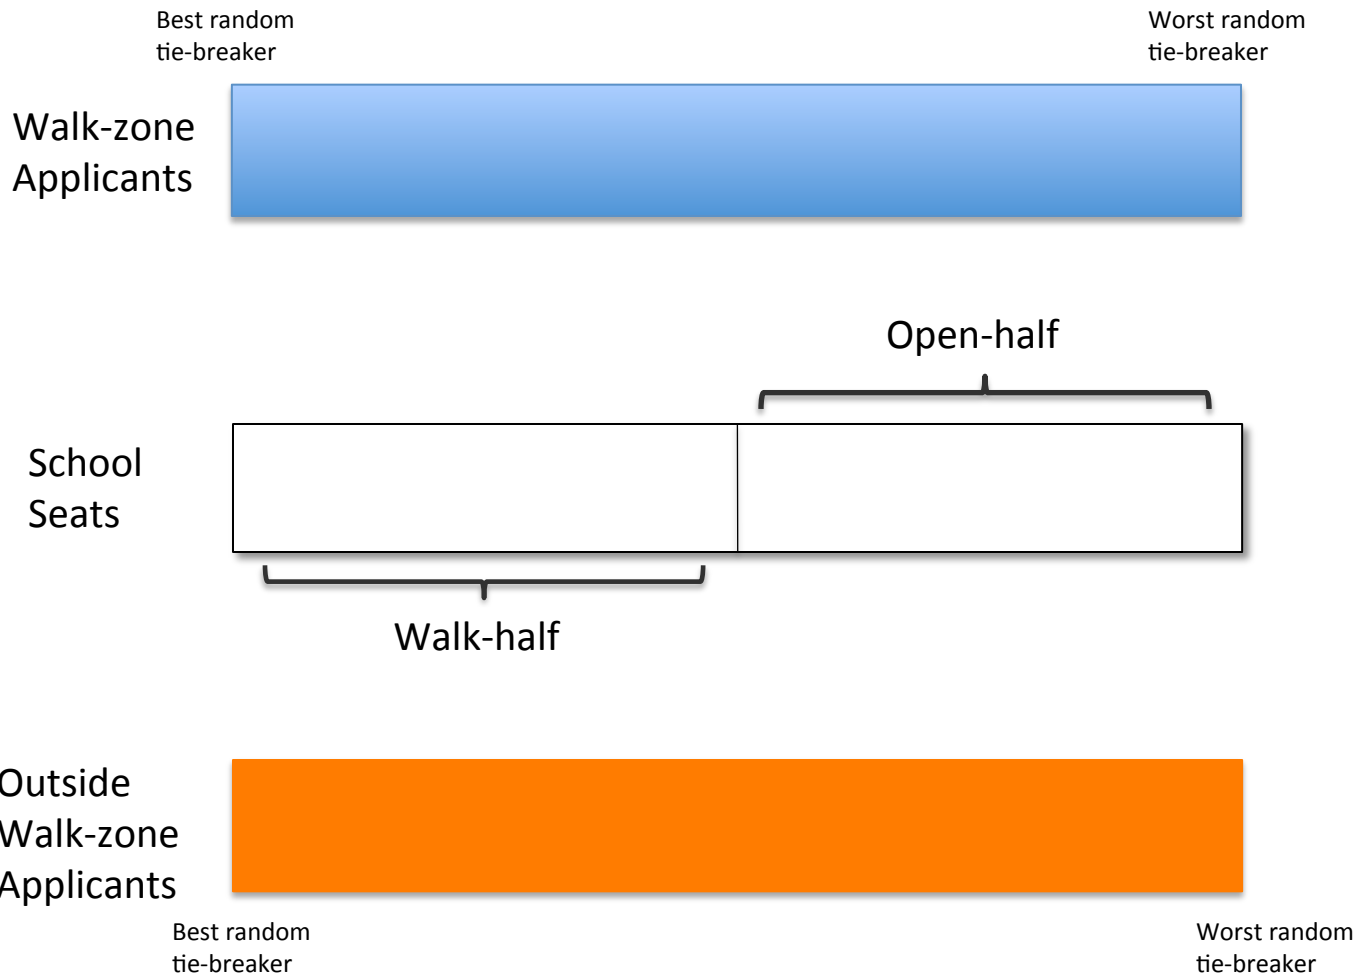 Best random
tie-breaker
Worst random
tie-breaker
Walk-zone
Applicants
Open-half
School
Seats
Walk-half
Outside
Walk-zone
Applicants
Best random
tie-breaker
Worst random
tie-breaker